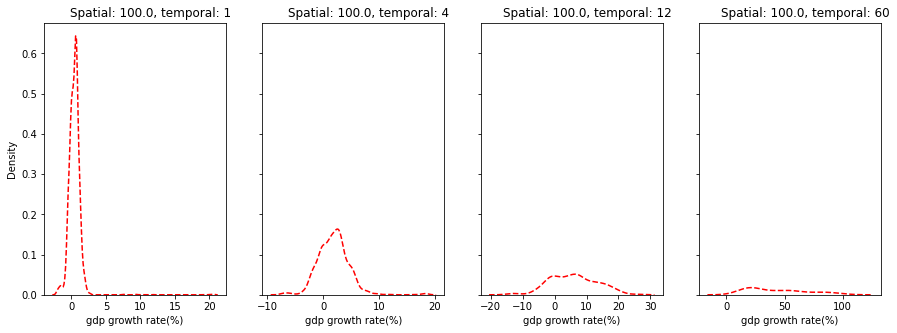 Spatial: 100.0, temporal: 1
Spatial: 100.0, temporal: 4
Spatial: 100.0, temporal: 12
Spatial: 100.0, temporal: 60
Density
0.6
0.5
0.4
0.3
0.2
0.1
0.0
0 5 10 15 20
−10 0 10 20
−20 −10 0 10 20 30
0 50 100
gdp growth rate(%)
gdp growth rate(%)
gdp growth rate(%)
gdp growth rate(%)